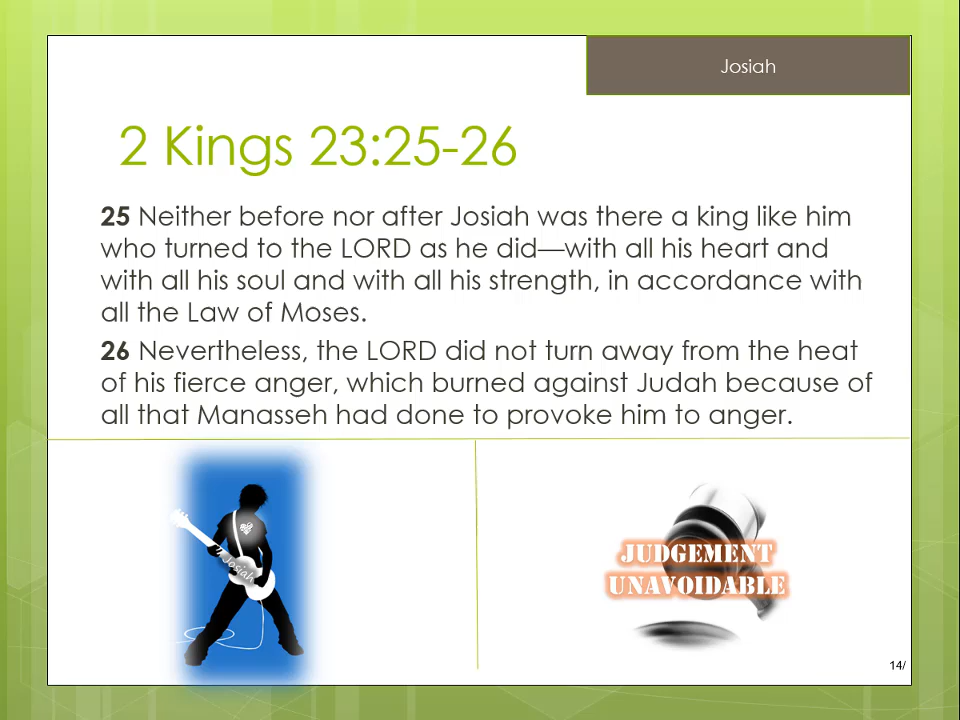 Josiah
2 Kings 23:25-26
25 Neither before nor after Josiah was there a king like him
who turned to the LORD as he did—with all his heart and
with all his soul and with all his strength, in accordance with
all the Law of Moses.
26 Nevertheless, the LORD did not turn away from the heat
of his fierce anger, which burned against Judah because of
all that Manasseh had done to provoke him to anger.
Josiah
JUDGEMENT
UNAVOIDABLE
14/